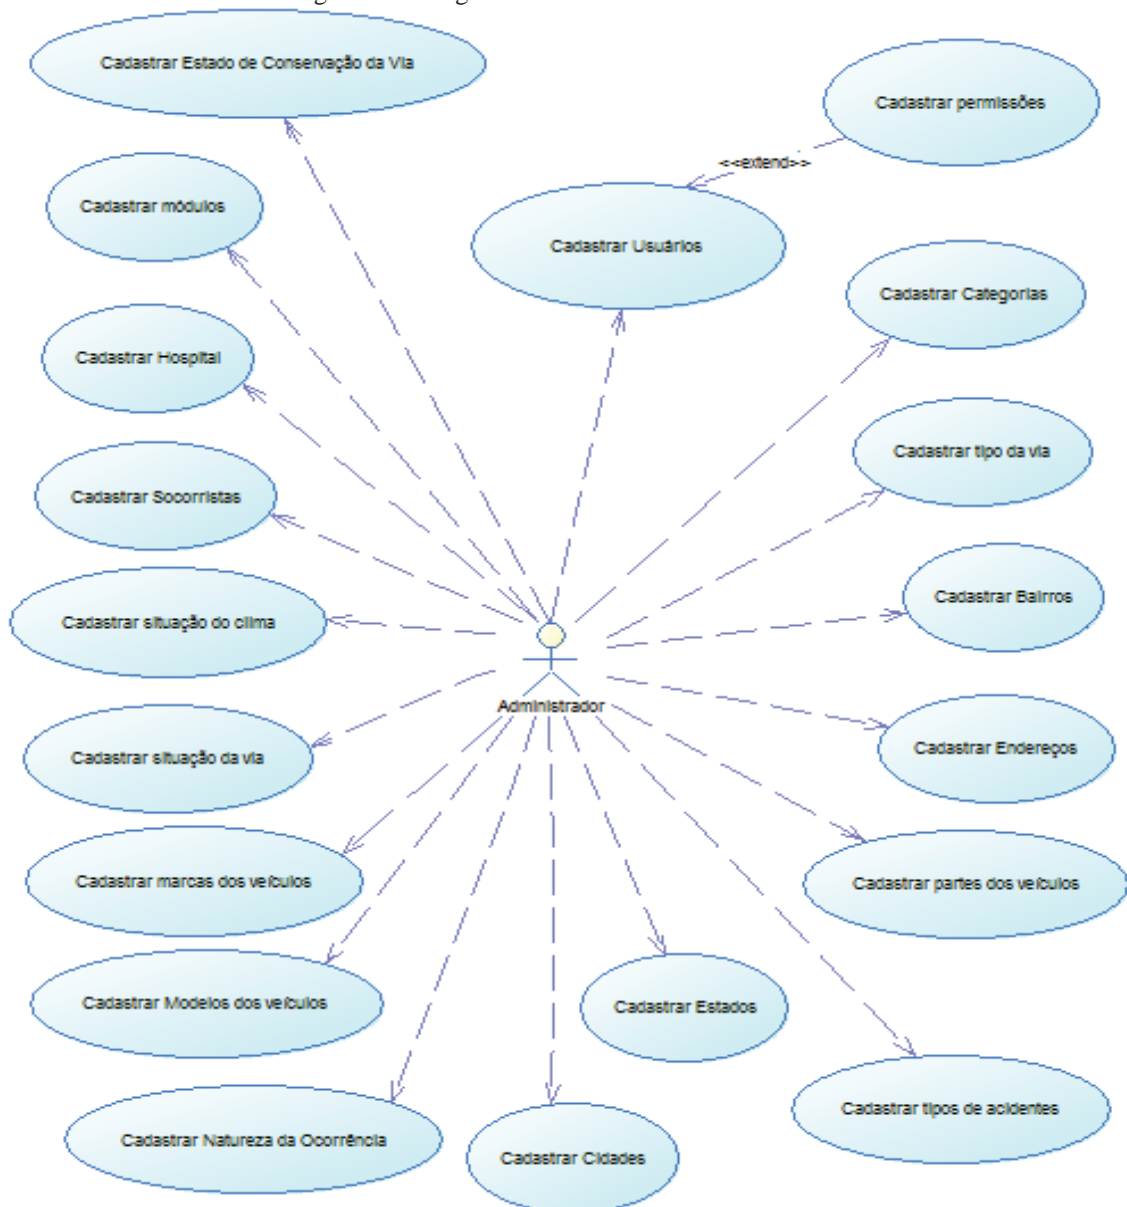 Cadastrar Estado de Conservação da Via
Cadastrar permissões
<<extend>>
Cadastrar módulos
Cadastrar Usuários
Cadastrar Categorias
Cadastrar Hospital
Cadastrar tipo da via
Cadastrar Socorristas
Cadastrar Bairros
Cadastrar situação do clima
Administrador
Cadastrar Endereços
Cadastrar situação da via
Cadastrar marcas dos veículos
Cadastrar partes dos veículos
Cadastrar Modelos dos veículos
Cadastrar Estados
Cadastrar tipos de acidentes
Cadastrar Natureza da Ocorrência
Cadastrar Cidades